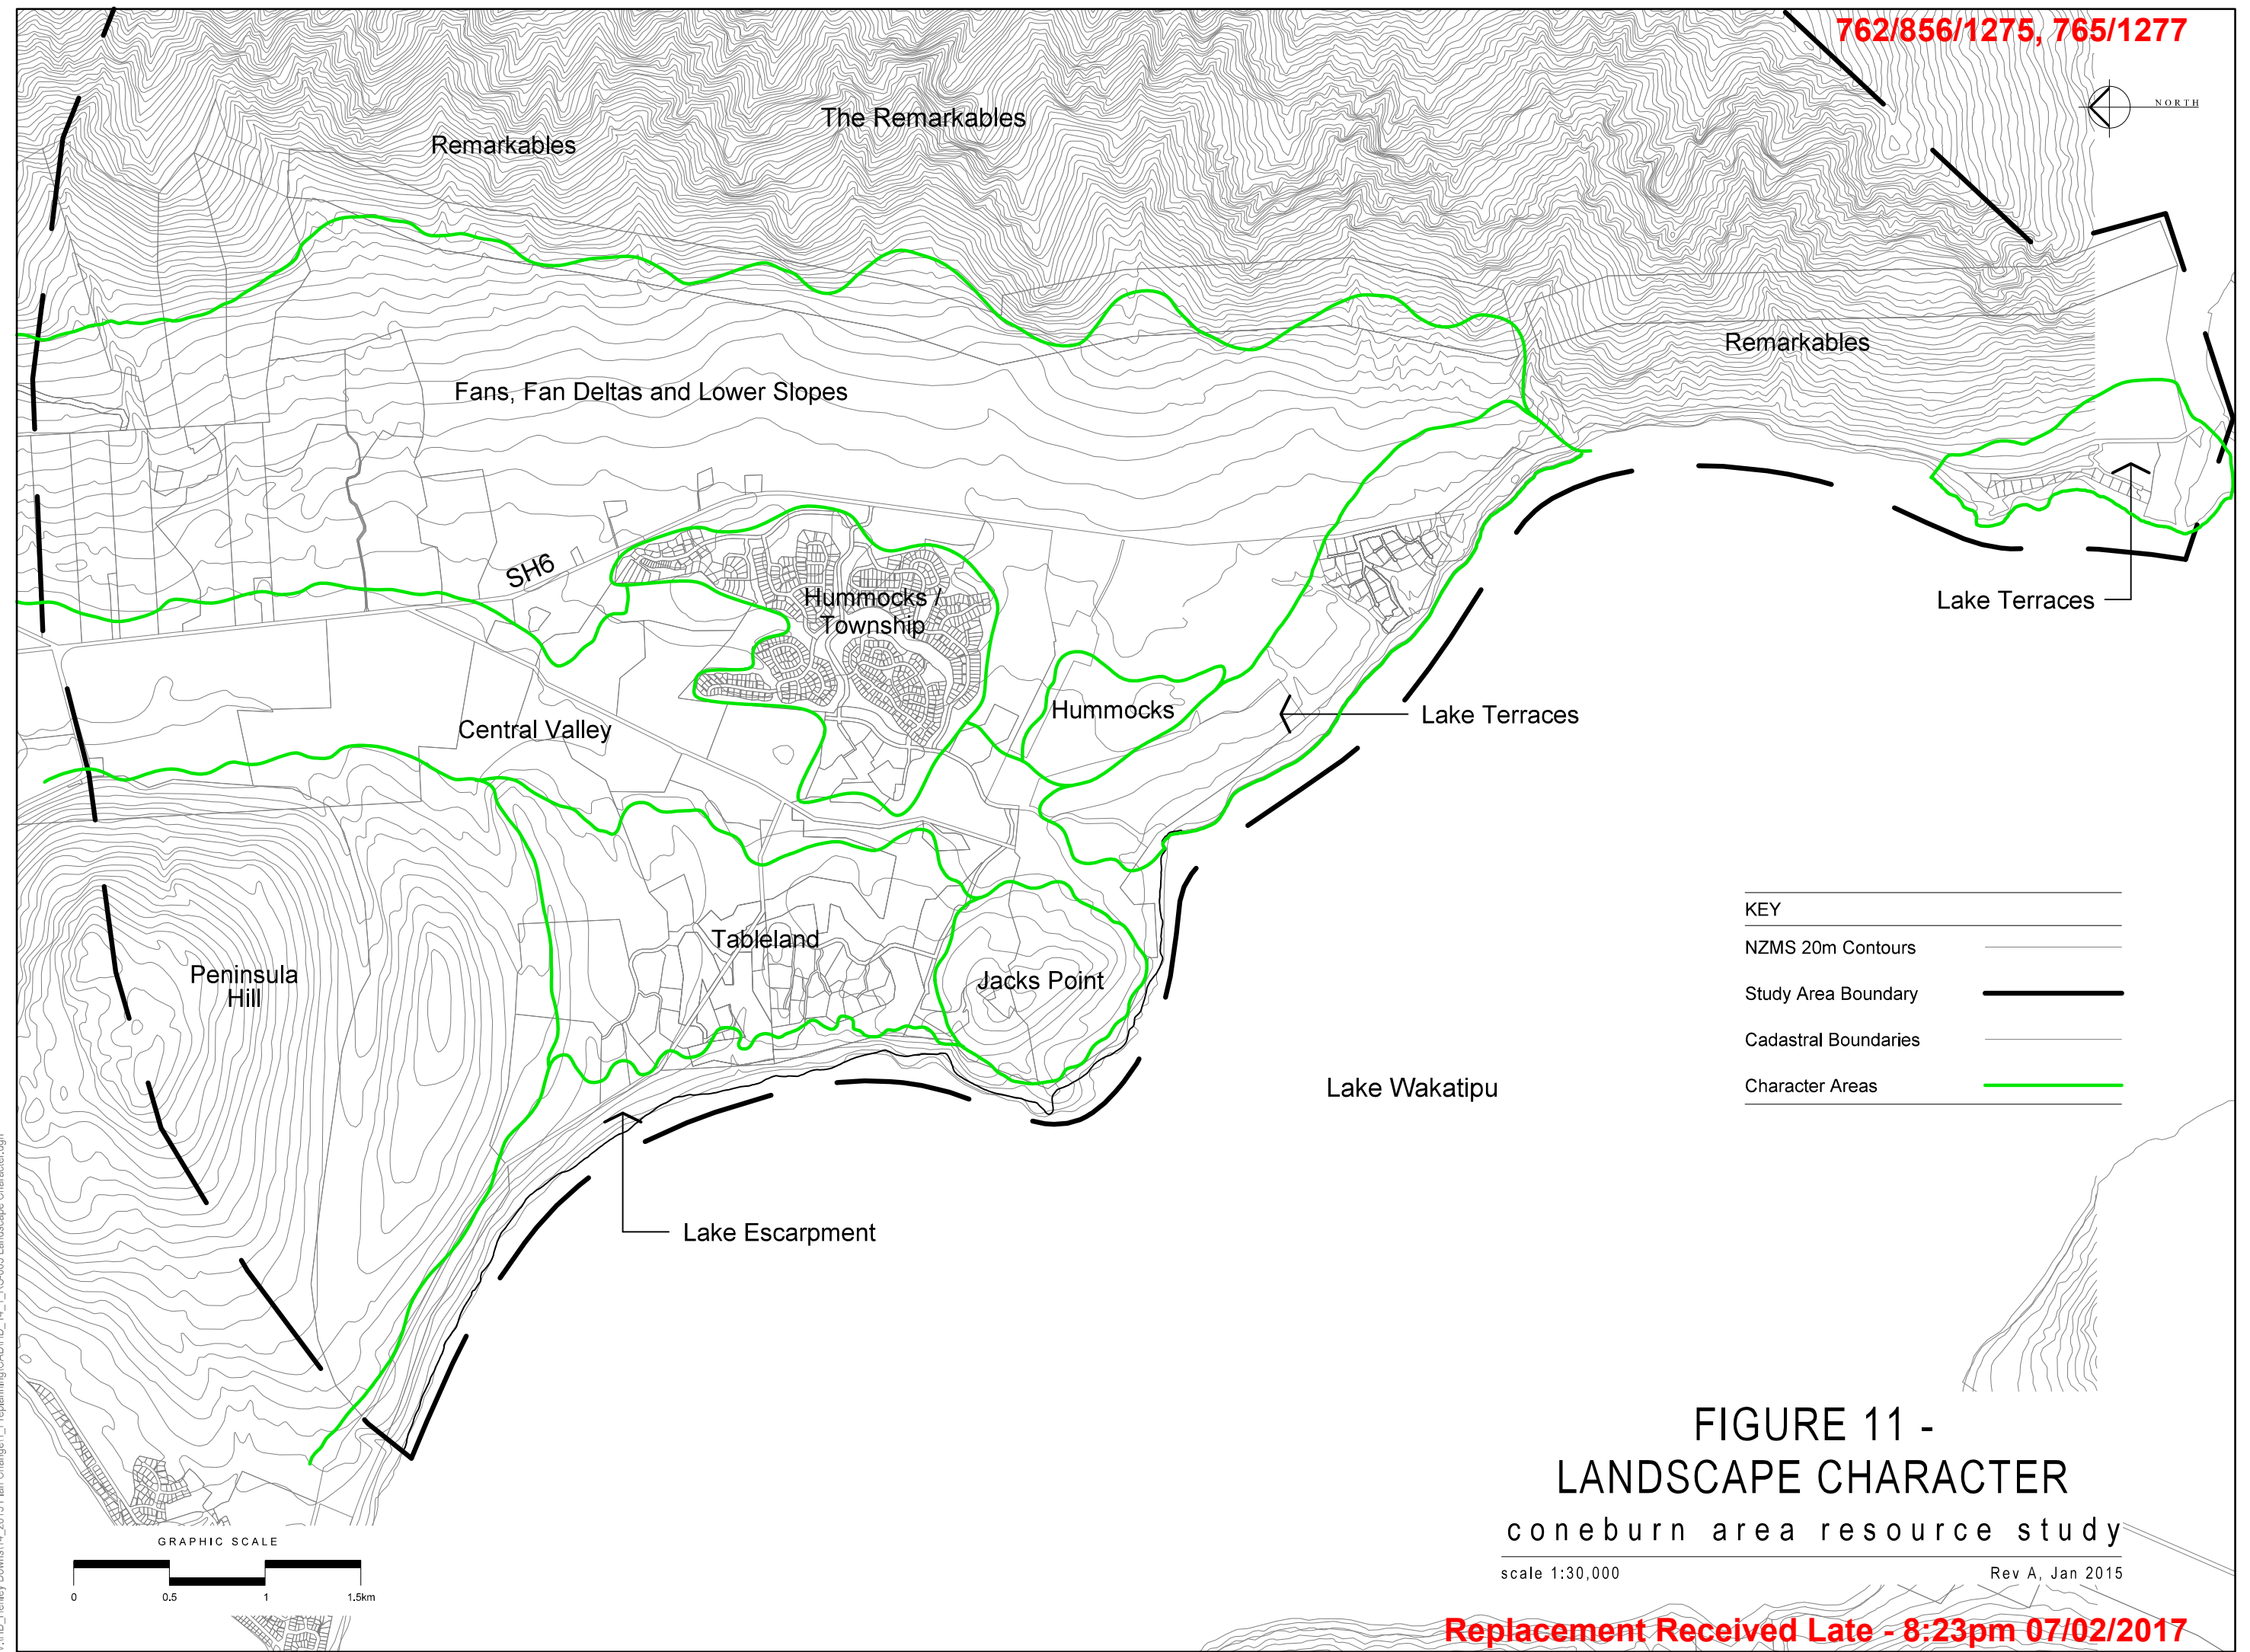 762/856/1275, 765/1277
NORTH
The Remarkables
Remarkables
Remarkables
Fans, Fan Deltas and Lower Slopes
SH6
Hummocks /
Township
Lake Terraces
Hummocks
Lake Terraces
Central Valley
KEY
NZMS 20m Contours
Study Area Boundary
Cadastral Boundaries
Character Areas
Tableland
Peninsula
Hill
Jacks Point
Lake Wakatipu
Lake Escarpment
FIGURE 11 -
LANDSCAPE CHARACTER
coneburn area resource study
scale 1:30,000
Rev A, Jan 2015
GRAPHIC SCALE
0 0.5 1 1.5km
Replacement Received Late - 8:23pm 07/02/2017